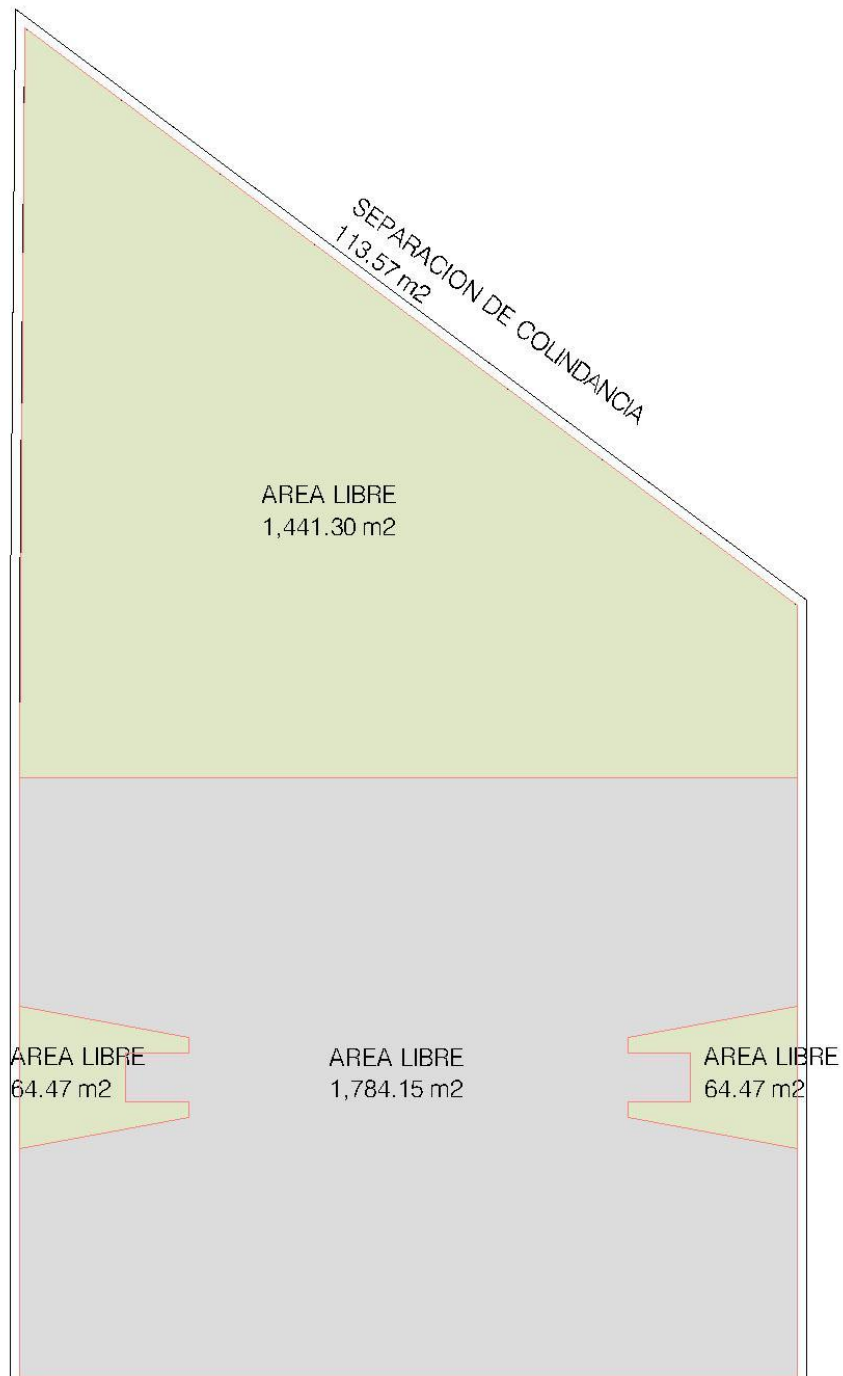 SEPARACION DE COLINDANCIA
113.57 m2
AREA LIBRE
1,441.30 m2
AREA LIBRE
64.47 m2
AREA LIBRE
1,784.15 m2
AREA LIBRE
64.47 m2